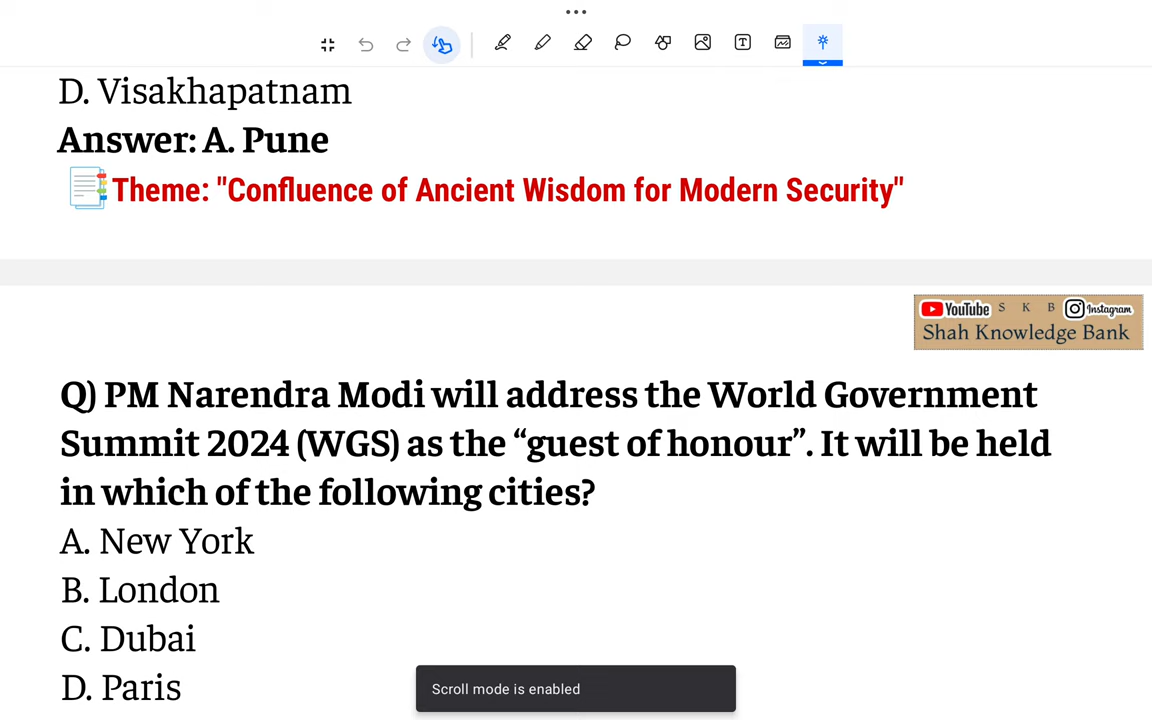 D. Visakhapatnam
Answer: A. Pune
Theme: "Confluence of Ancient Wisdom for Modern Security"
YouTube S K B Instagram
Shah Knowledge Bank
Q) PM Narendra Modi will address the World Government
Summit 2024 (WGS) as the “guest of honour”. It will be held
in which of the following cities?
A. New York
B. London
C. Dubai
D. Paris
Scroll mode is enabled